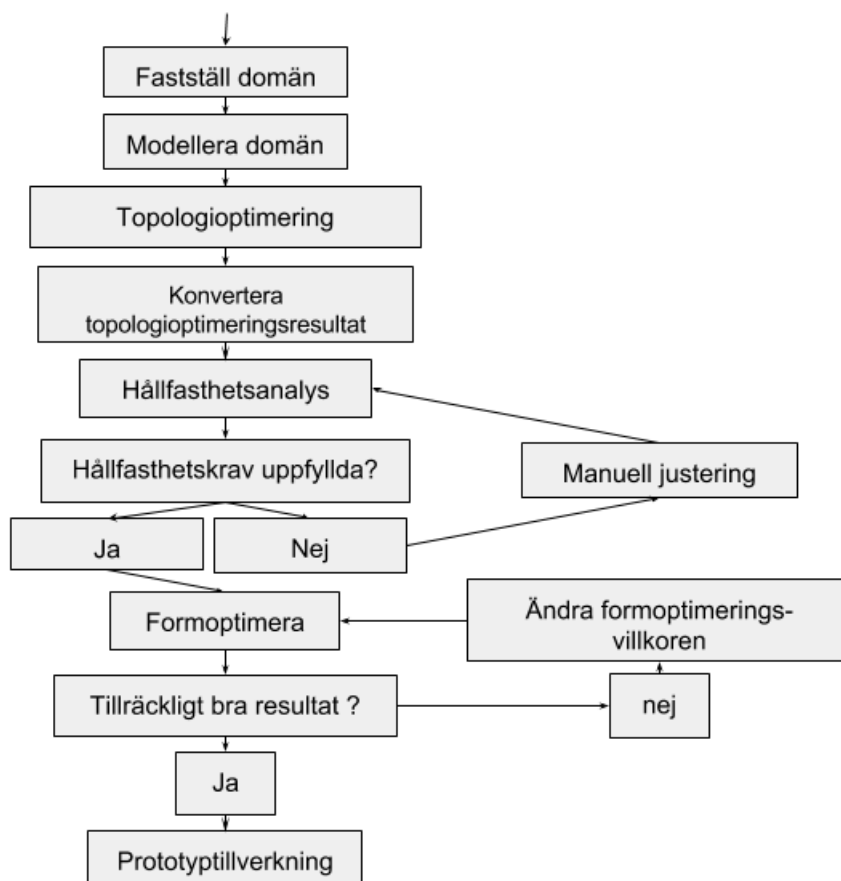 Fastställ domän
Modellera domän
Topologioptimering
Konvertera
topologioptimeringsresultat
Hållfasthetsanalys
Hållfasthetskrav uppfyllda?
Manuell justering
Ja
Nej
Formoptimera
Ändra formoptimerings-
villkoren
Tillräckligt bra resultat ?
nej
Ja
Prototyptillverkning